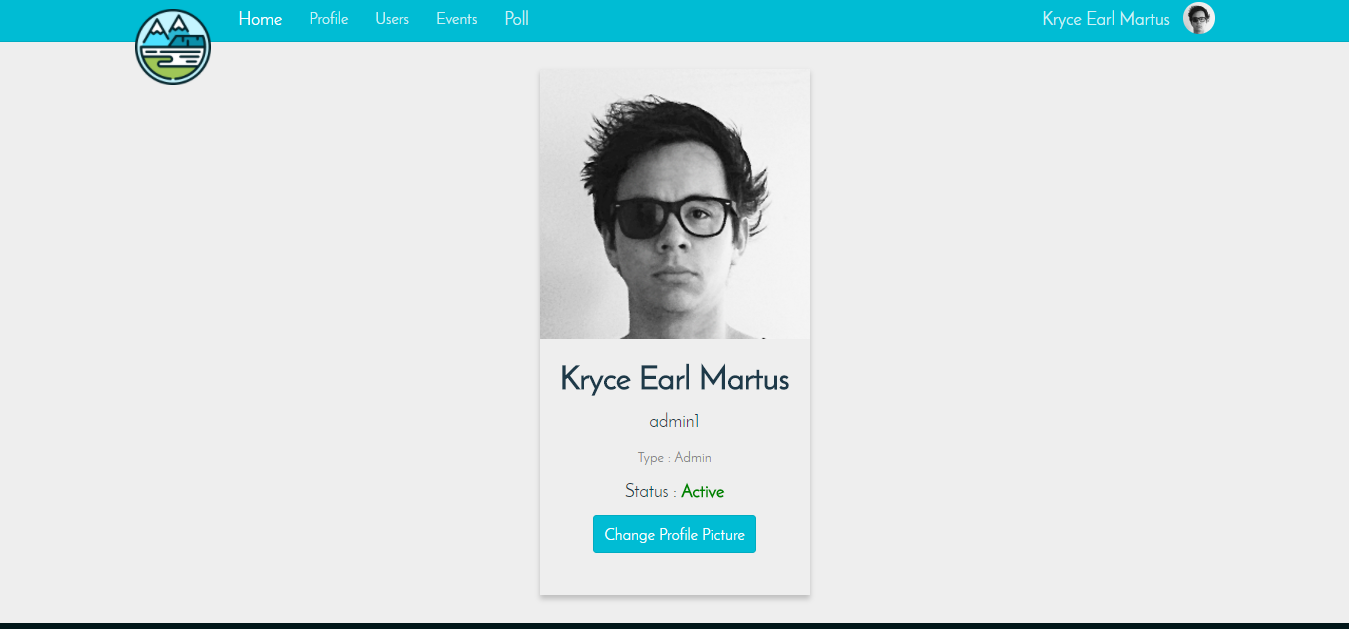 Home Profile Users Events Poll Kryce Earl Martus
Kryce Earl Martus
admin1
Type : Admin
Status : Active
Change Profile Picture